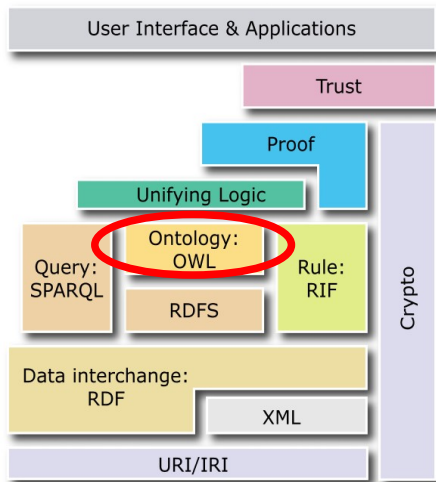 User Interface & Applications
Trust
Proof
Unifying Logic
Ontology:
OWL
Query:
SPARQL
Rule:
RIF
RDFS
Crypto
Data interchange:
RDF
XML
URI/IRI